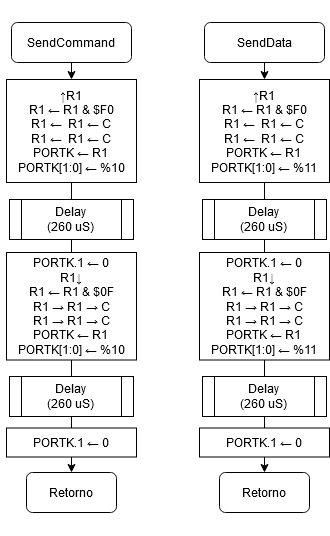 SendCommand
↑R1
R1 ← R1 & $F0
R1 ← R1 ← C
R1 ← R1 ← C
PORTK ← R1
PORTK[1:0] ← %10
Delay
(260 uS)
PORTK.1 ← 0
R1↓
R1 ← R1 & $0F
R1 → R1 → C
R1 → R1 → C
PORTK ← R1
PORTK[1:0] ← %10
Delay
(260 uS)
PORTK.1 ← 0
Retorno
SendData
↑R1
R1 ← R1 & $F0
R1 ← R1 ← C
R1 ← R1 ← C
PORTK ← R1
PORTK[1:0] ← %11
Delay
(260 uS)
PORTK.1 ← 0
R1↓
R1 ← R1 & $0F
R1 → R1 → C
R1 → R1 → C
PORTK ← R1
PORTK[1:0] ← %11
Delay
(260 uS)
PORTK.1 ← 0
Retorno